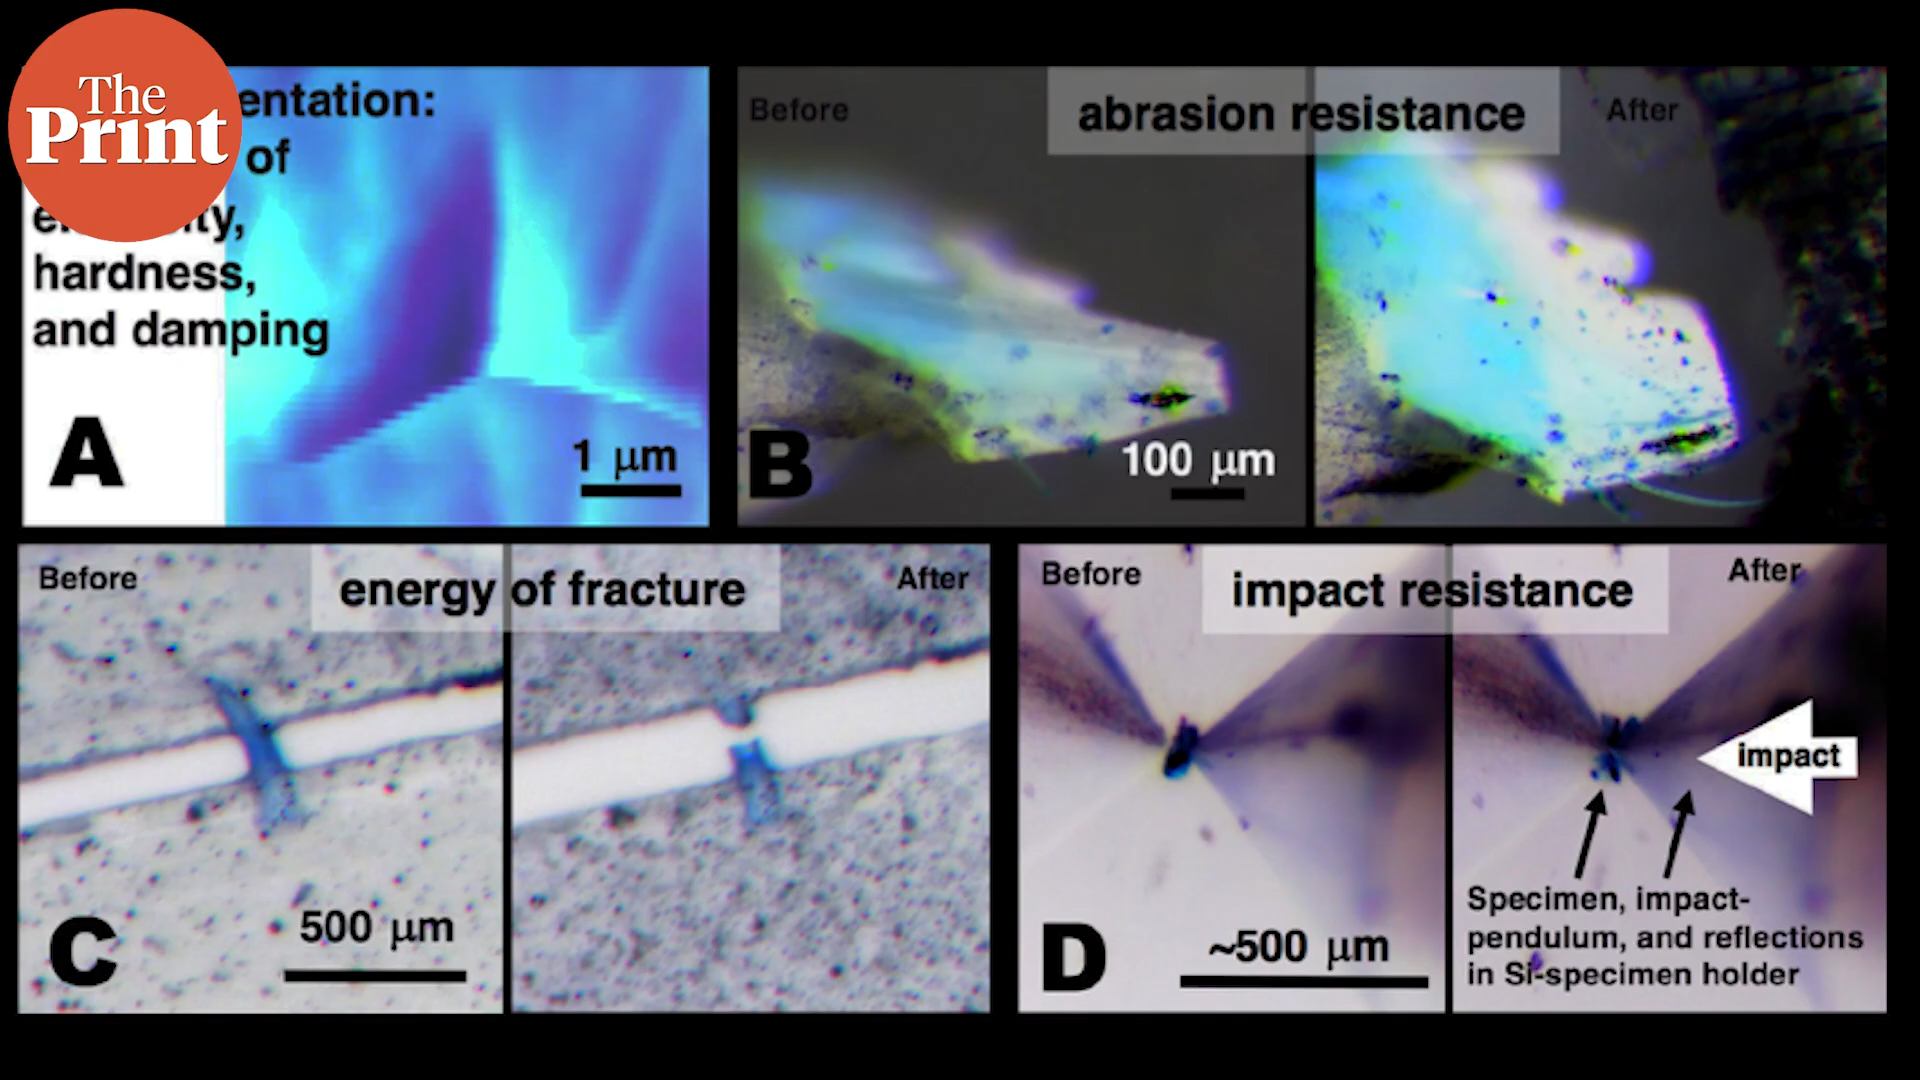 The
Print
entation:
of
hardness,
and damping
A
1 μm
Before
abrasion resistance
After
B
100 μm
Before
energy of fracture
After
C
500 μm
Before
impact resistance
After
impact
D
~500 μm
Specimen, impact-
pendulum, and reflections
in Si-specimen holder